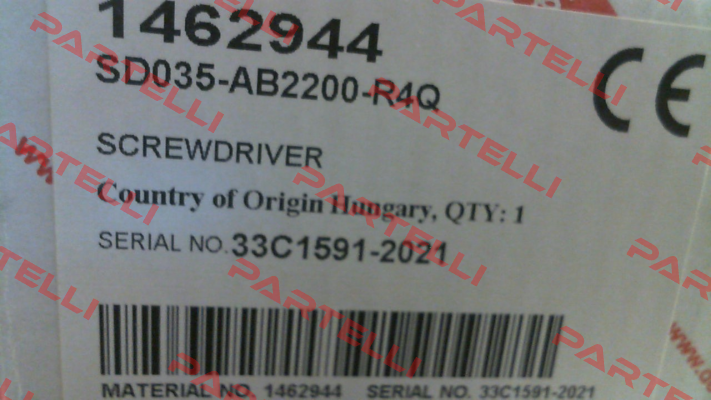 1462944
SD035-AB2200-R4Q
SCREWDRIVER
Country of Origin Hungary, QTY: 1
SERIAL NO. 33C1591-2021
MATERIAL NO. 1462944 SERIAL NO. 33C1591-2021
PARTELLI